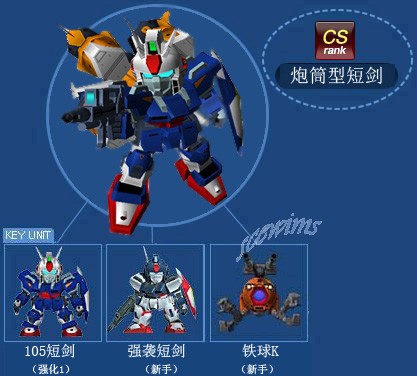 CS
rank
炮筒型短剑
scowims
KEY UNIT
105短剑
(强化1)
强袭短剑
(新手)
铁球K
(新手)